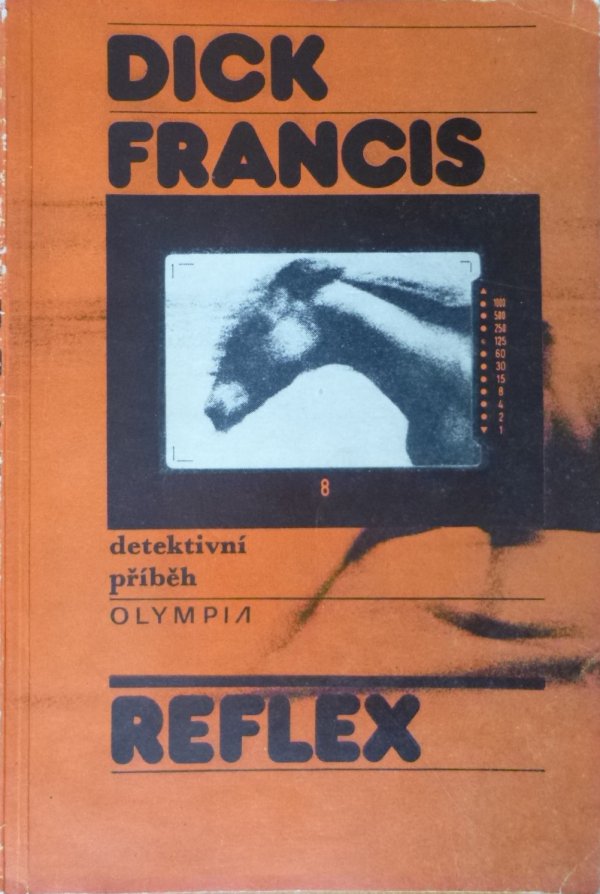 DICK
FRANCIS
1000
500
250
125
60
30
15
8
4
2
1
8
detektivní
příběh
OLYMPIA
REFLEX